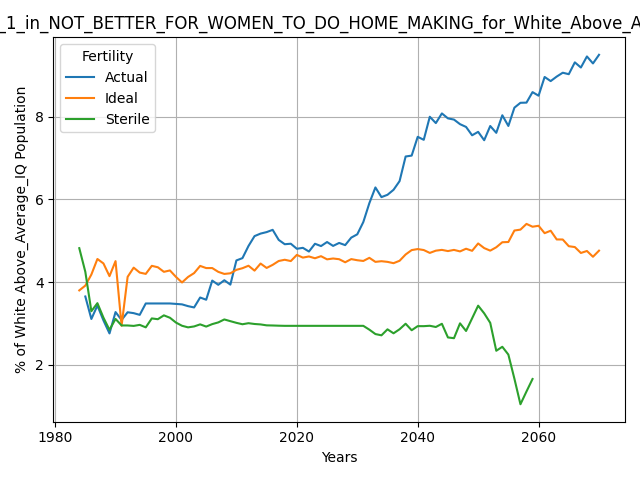 _1_in_NOT_BETTER_FOR_WOMEN_TO_DO_HOME_MAKING_for_White_Above_A
Fertility
Actual
Ideal
Sterile
% of White Above_Average_IQ Population
8
6
4
2
1980
2000
2020
2040
2060
Years